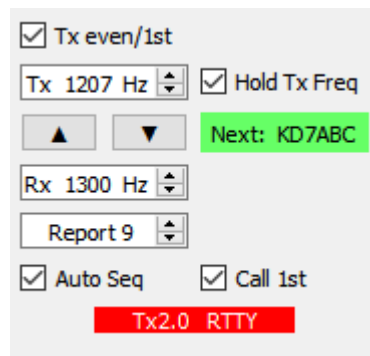 Tx even/1st
Tx 1207 Hz
Hold Tx Freq
▲ ▼
Next: KD7ABC
Rx 1300 Hz
Report 9
Auto Seq
Call 1st
Tx2.0 RTTY